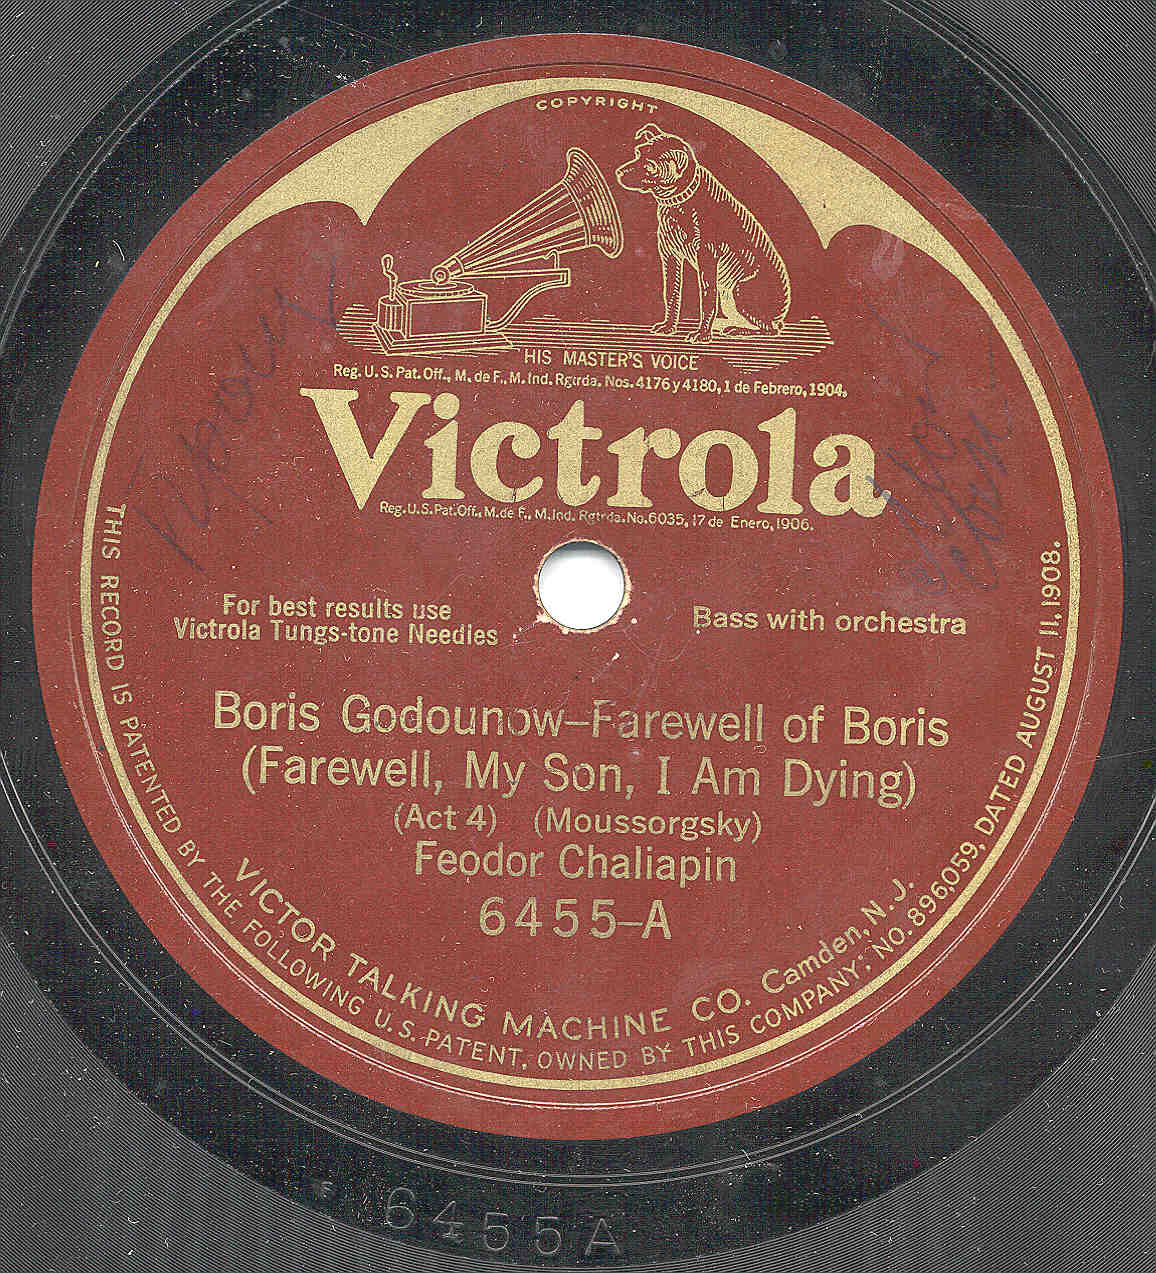 COPYRIGHT
HIS MASTER'S VOICE
Reg. U. S. Pat. Off., M. de F., M. Ind. Rgtrda. Nos. 4176 y 4180, 1 de Febrero, 1904.
Victrola
Reg. U. S. Pat. Off., M. de F., M. Ind. Rgtrda. No. 6035, 17 de Enero, 1906.
For best results use
Victrola Tungs-tone Needles
Bass with orchestra
Boris Godounow–Farewell of Boris
(Farewell, My Son, I Am Dying)
(Act 4) (Moussorgsky)
Feodor Chaliapin
6455–A
VICTOR TALKING MACHINE CO. Camden, N. J.
THIS RECORD IS PATENTED BY THE FOLLOWING U. S. PATENT, OWNED BY THIS COMPANY: NO. 896,059, DATED AUGUST 11, 1908.
6455A